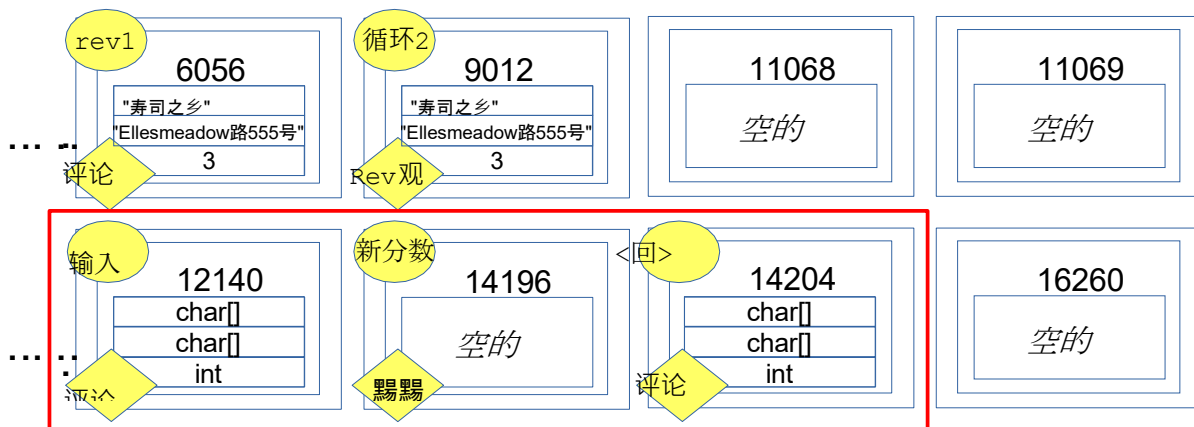 rev1
循环2
6056
9012
11068
11069
"寿司之乡"
"寿司之乡"
空的
空的
"Ellesmeadow路555号"
"Ellesmeadow路555号"
... ...
3
3
评论
Rev观
输入
新分数
<回>
12140
14196
14204
16260
char[]
空的
char[]
空的
char[]
char[]
... ...
int
int
评论
黽黽
评论